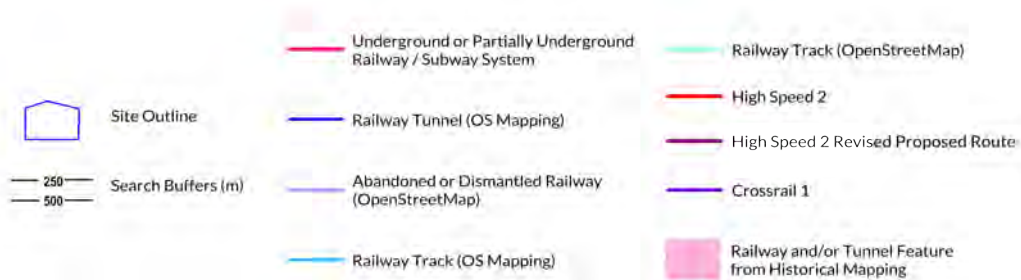 Site Outline
250
500
Search Buffers (m)
Underground or Partially Underground
Railway / Subway System
Railway Tunnel (OS Mapping)
Abandoned or Dismantled Railway
(OpenStreetMap)
Railway Track (OS Mapping)
Railway Track (OpenStreetMap)
High Speed 2
High Speed 2 Revised Proposed Route
Crossrail 1
Railway and/or Tunnel Feature
from Historical Mapping